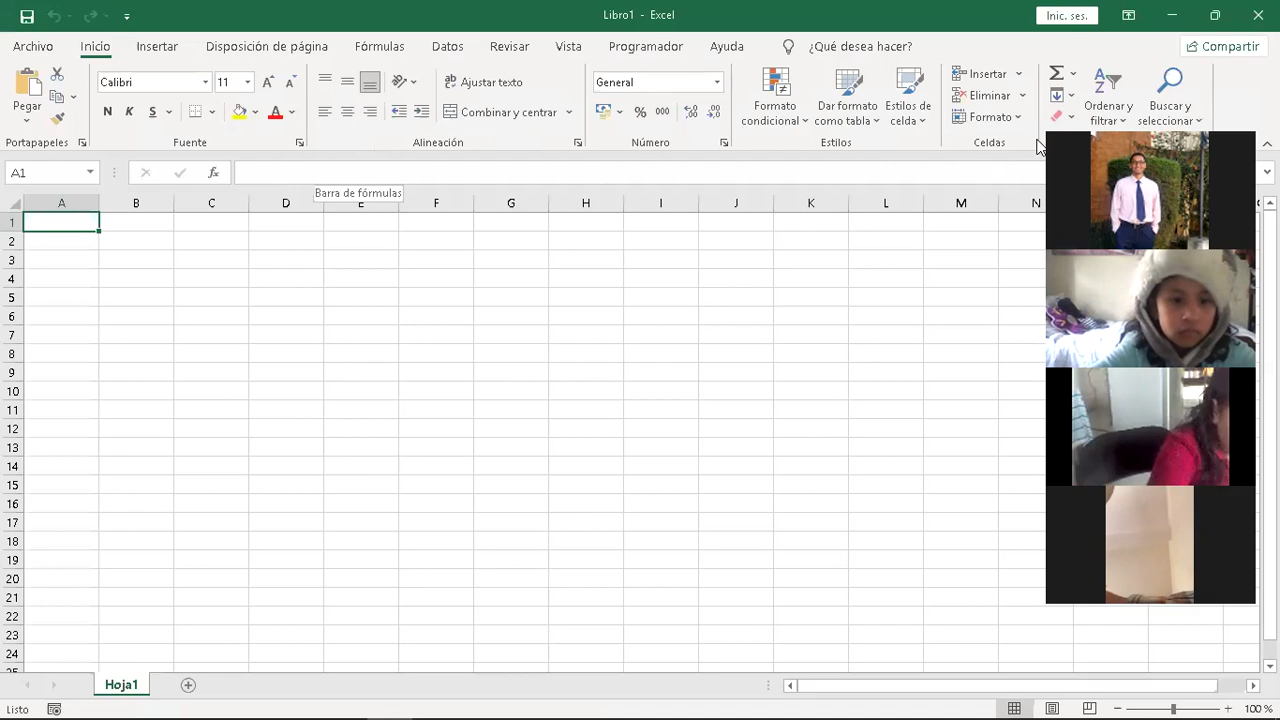 Libro1 - Excel
Inic. ses.
Archivo Inicio Insertar Disposición de página Fórmulas Datos Revisar Vista Programador Ayuda ¿Qué desea hacer? Compartir
Pegar
Calibri 11
N K S A
Ajustar texto
Combinar y centrar
General
% 000
Formato condicional
Dar formato como tabla
Estilos de celda
Insertar
Eliminar
Formato
Ordenar y filtrar
Buscar y seleccionar
Portapapeles Fuente Aline Número Estilos Celdas
A1 fx
Barra de fórmulas
A B C D E F G H I J K L M N
1
2
3
4
5
6
7
8
9
10
11
12
13
14
15
16
17
18
19
20
21
22
23
24
25
Hoja1
Listo 100 %